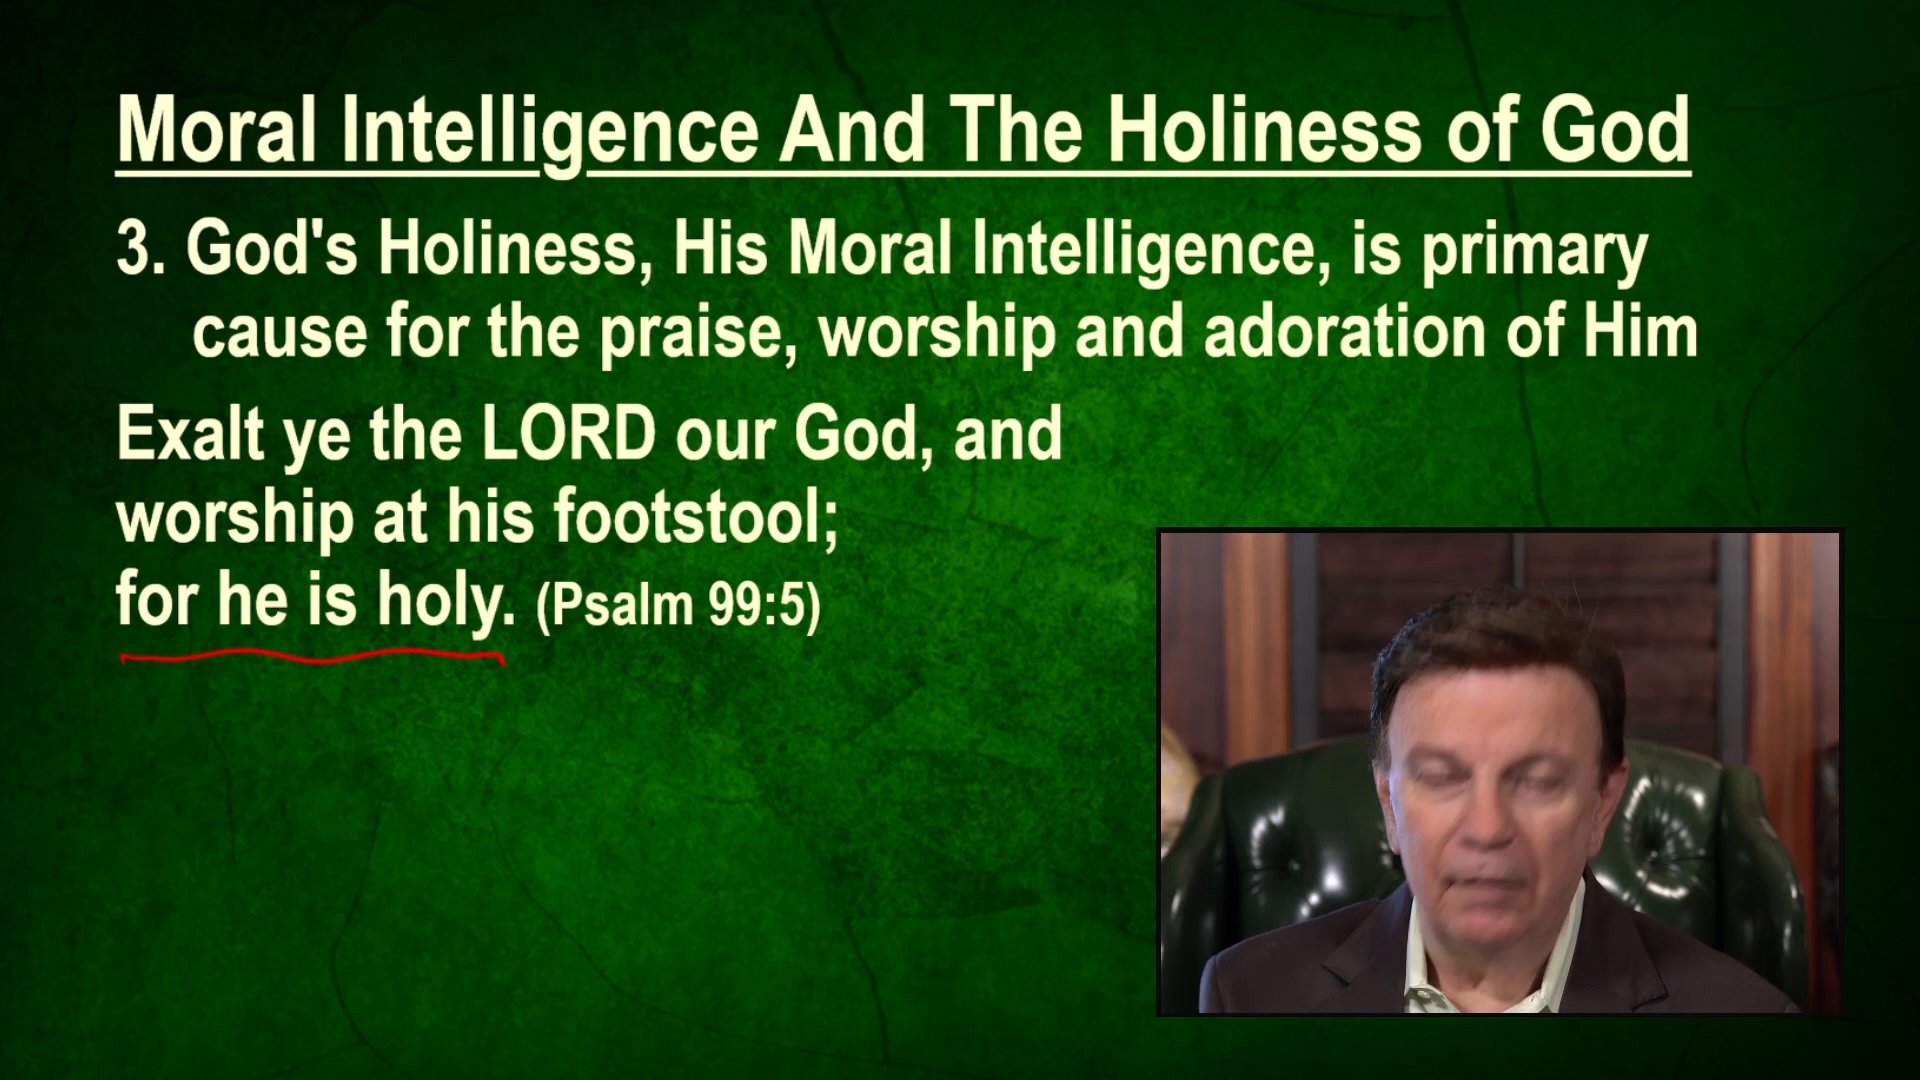 Moral Intelligence And The Holiness of God
3. God's Holiness, His Moral Intelligence, is primary
cause for the praise, worship and adoration of Him
Exalt ye the LORD our God, and
worship at his footstool;
for he is holy. (Psalm 99:5)